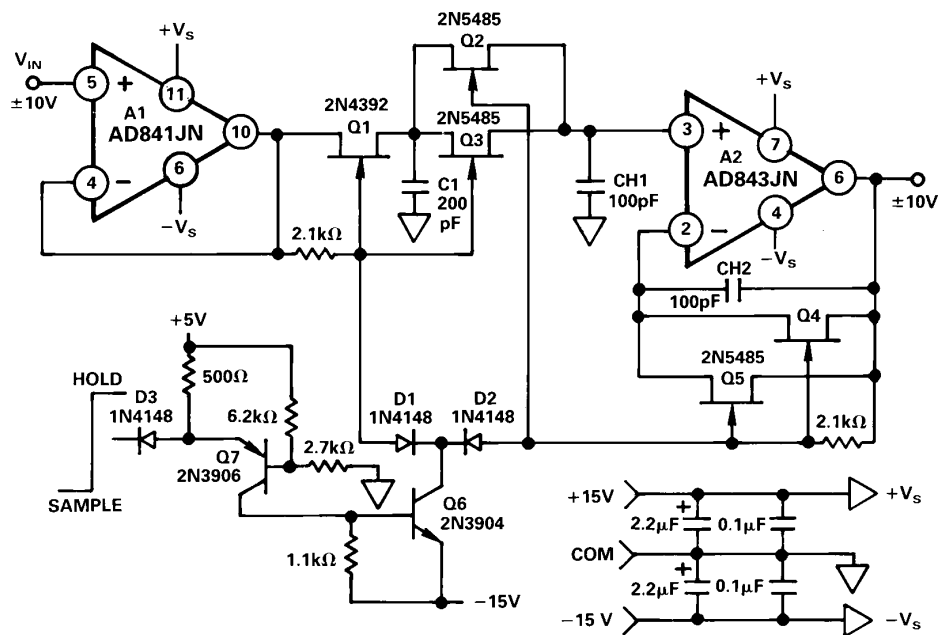 2N5485
Q2
+VS
VIN
±10V
5
+
11
A1
AD841JN
10
4
−
6
−VS
2N4392
Q1
2N5485
Q3
C1
200
pF
CH1
100pF
+VS
3
+
7
A2
AD843JN
6
±10V
2
−
4
−VS
2.1kΩ
CH2
100pF
Q4
2N5485
Q5
2.1kΩ
+5V
HOLD
D3
1N4148
500Ω
6.2kΩ
D1
1N4148
D2
1N4148
Q7
2N3906
2.7kΩ
SAMPLE
Q6
2N3904
1.1kΩ
−15V
+15V
+VS
+
2.2µF
0.1µF
COM
+
2.2µF
0.1µF
−15 V
−VS